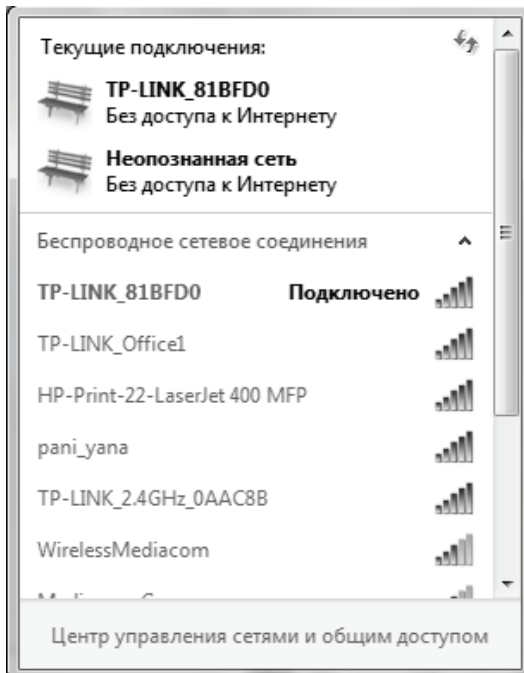 Текущие подключения:
TP-LINK_81BFD0
Без доступа к Интернету
Неопознанная сеть
Без доступа к Интернету
Беспроводное сетевое соединения
TP-LINK_81BFD0 Подключено
TP-LINK_Office1
HP-Print-22-LaserJet 400 MFP
pani_yana
TP-LINK_2.4GHz_0AAC8B
WirelessMediacom
Центр управления сетями и общим доступом